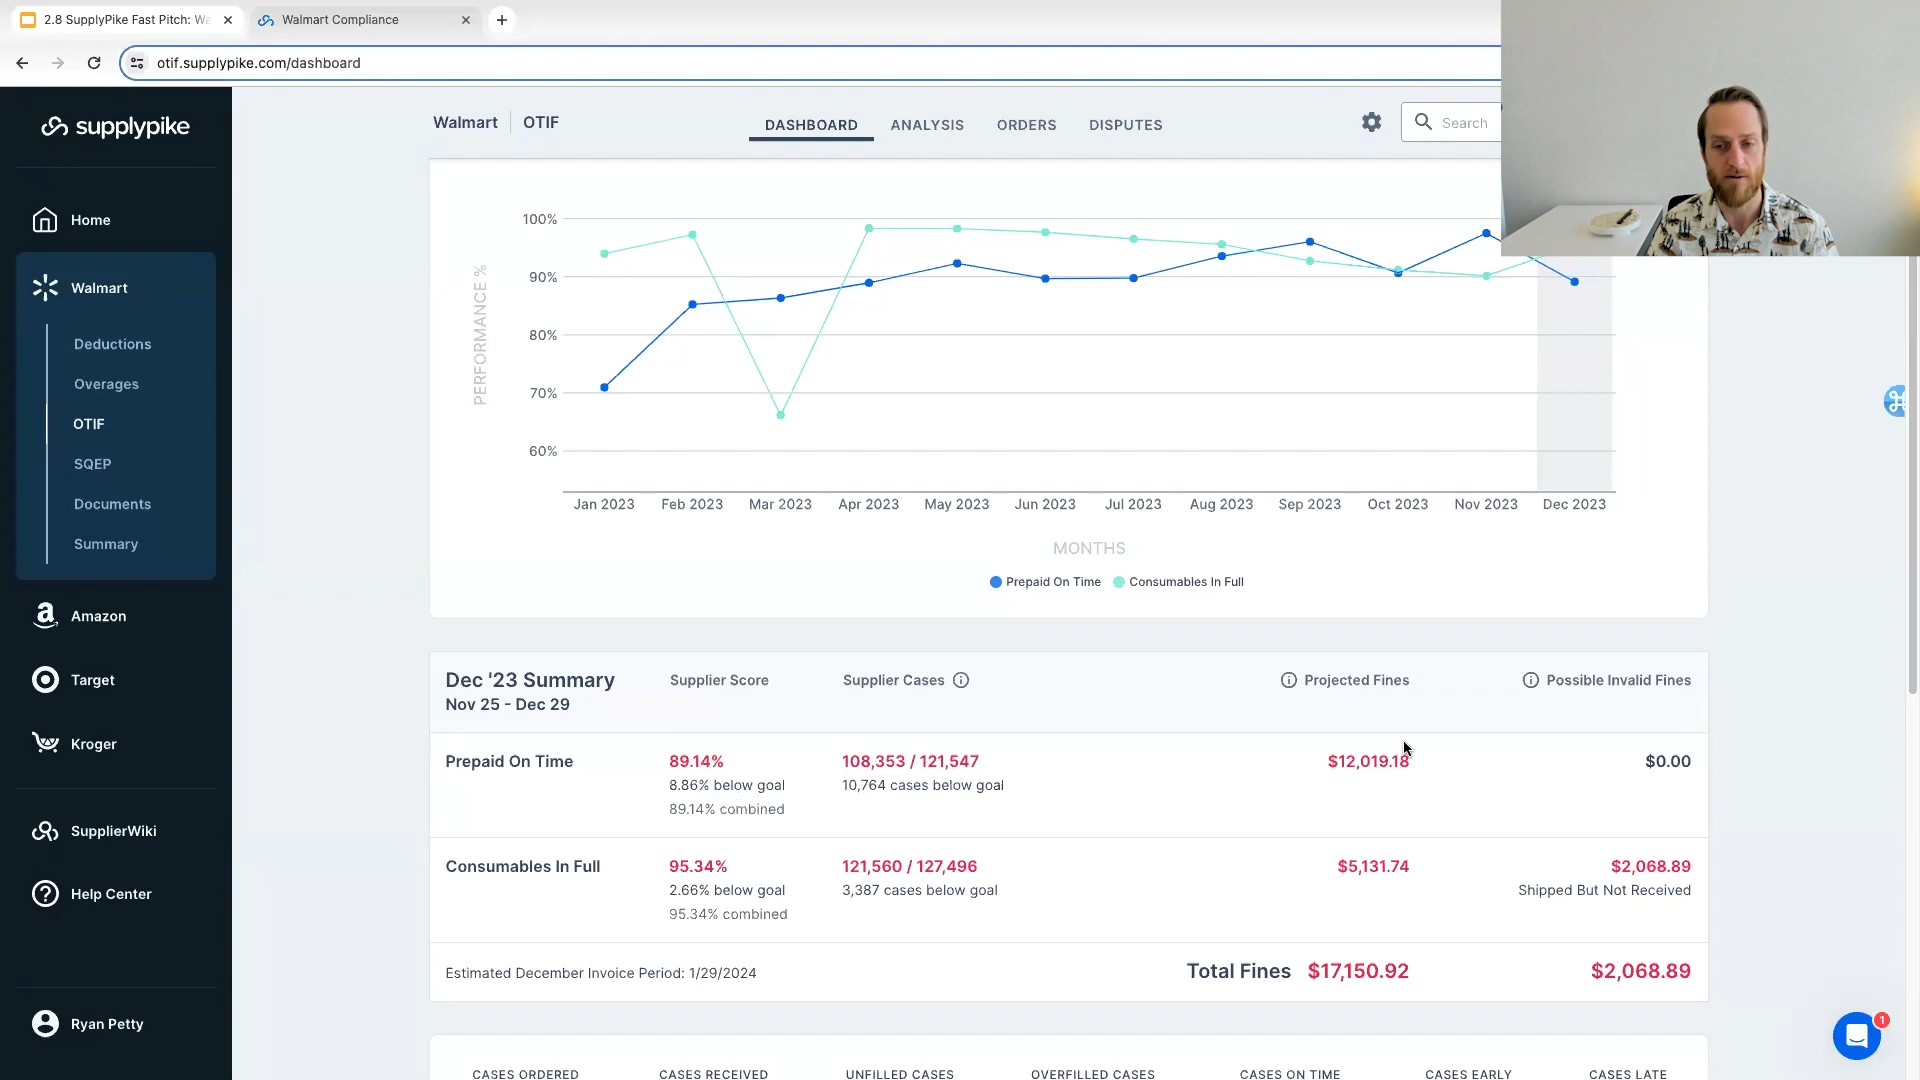 2.8 SupplyPike Fast Pitch: Wa
Walmart Compliance
otif.supplypike.com/dashboard
supplypike
Home
Walmart
Deductions
Overages
OTIF
SQEP
Documents
Summary
Amazon
Target
Kroger
SupplierWiki
Help Center
Ryan Petty
Walmart OTIF
DASHBOARD ANALYSIS ORDERS DISPUTES
Search
PERFORMANCE %
100%
90%
80%
70%
60%
Jan 2023 Feb 2023 Mar 2023 Apr 2023 May 2023 Jun 2023 Jul 2023 Aug 2023 Sep 2023 Oct 2023 Nov 2023 Dec 2023
MONTHS
Prepaid On Time Consumables In Full
Dec '23 Summary Supplier Score Supplier Cases Projected Fines Possible Invalid Fines
Nov 25 - Dec 29
Prepaid On Time 89.14% 108,353 / 121,547 $12,019.18 $0.00
8.86% below goal 10,764 cases below goal
89.14% combined
Consumables In Full 95.34% 121,560 / 127,496 $5,131.74 $2,068.89
2.66% below goal 3,387 cases below goal Shipped But Not Received
95.34% combined
Estimated December Invoice Period: 1/29/2024 Total Fines $17,150.92 $2,068.89
1
CASES ORDERED CASES RECEIVED UNFILLED CASES OVERFILLED CASES CASES ON TIME CASES EARLY CASES LATE